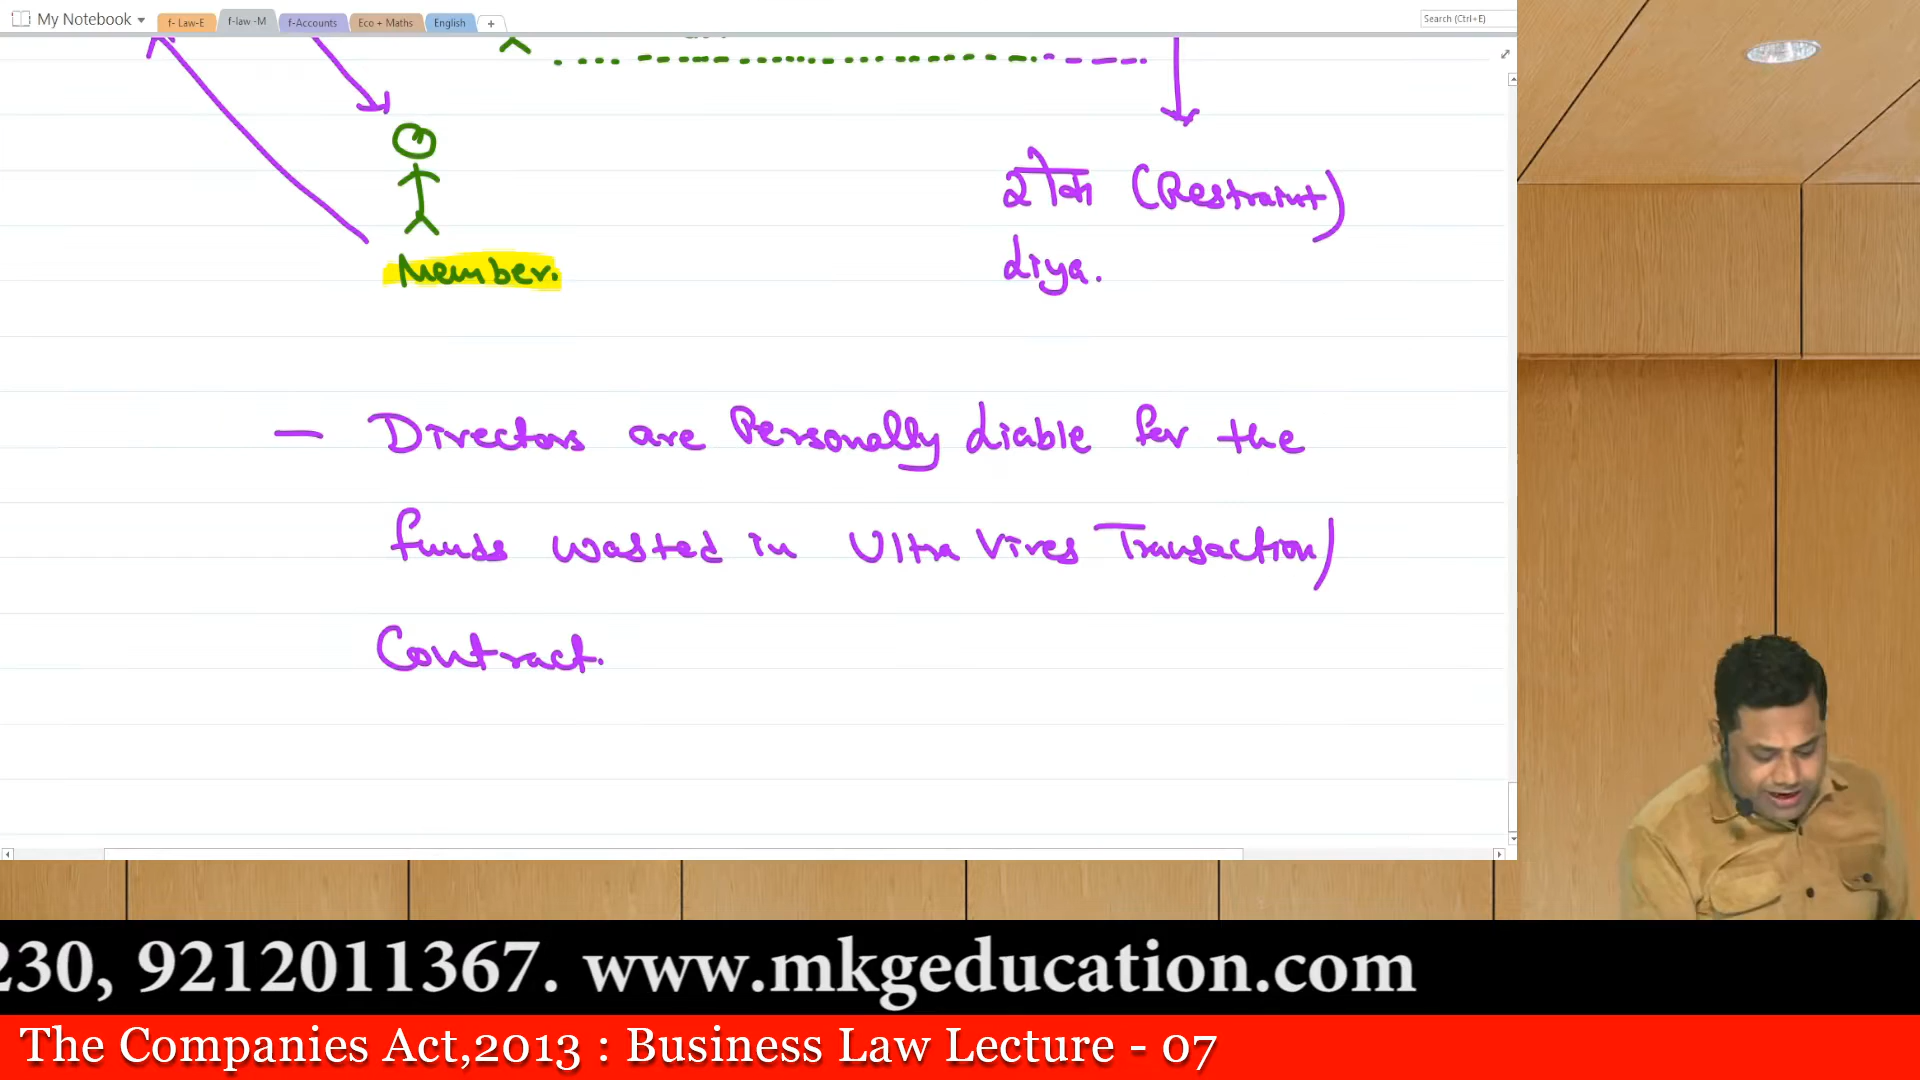 My Notebook
f- Law-E
f-law -M
f-Accounts
Eco + Maths
English
+
Search (Ctrl+E)
रोक (Restraint)
diya.
Member.
— Directors are Personally Liable for the
funds wasted in Ultra Vires Transaction/
Contract.
230, 9212011367. www.mkgeducation.com
The Companies Act,2013 : Business Law Lecture - 07